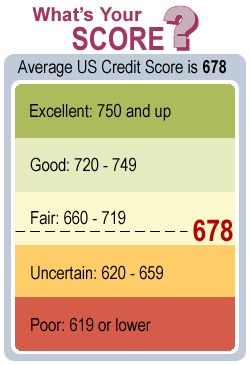 What's Your
SCORE ?
Average US Credit Score is 678
Excellent: 750 and up
Good: 720 - 749
Fair: 660 - 719
678
Uncertain: 620 - 659
Poor: 619 or lower